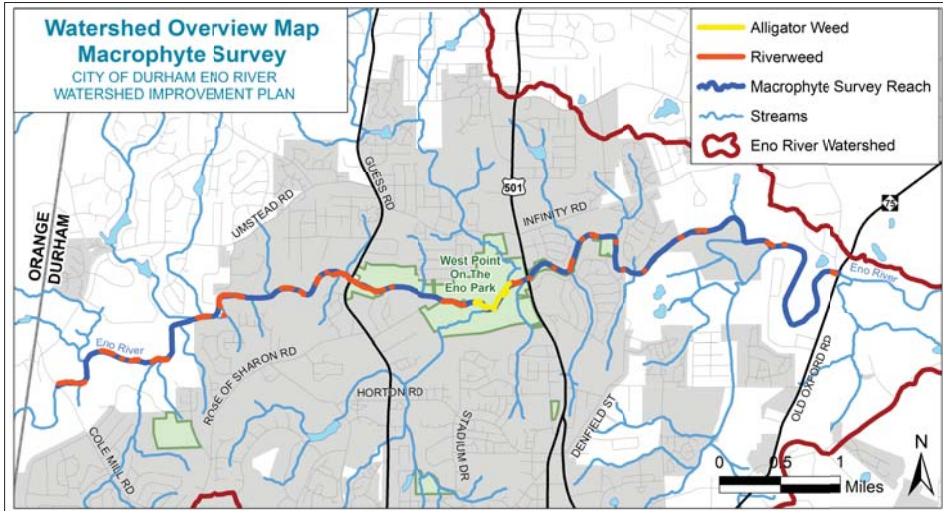 Watershed Overview Map
Macrophyte Survey
CITY OF DURHAM ENO RIVER
WATERSHED IMPROVEMENT PLAN
Alligator Weed
Riverweed
Macrophyte Survey Reach
Streams
Eno River Watershed
GUESS RD
501
UMSTEAD RD
INFINITY RD
75
ORANGE
DURHAM
West Point
On The
Eno Park
Eno River
Eno River
ROSE OF SHARON RD
HORTON RD
OLD OXFORD RD
COLE MILL RD
STADIUM DR
DENFIELD ST
N
0 0.5 1
Miles